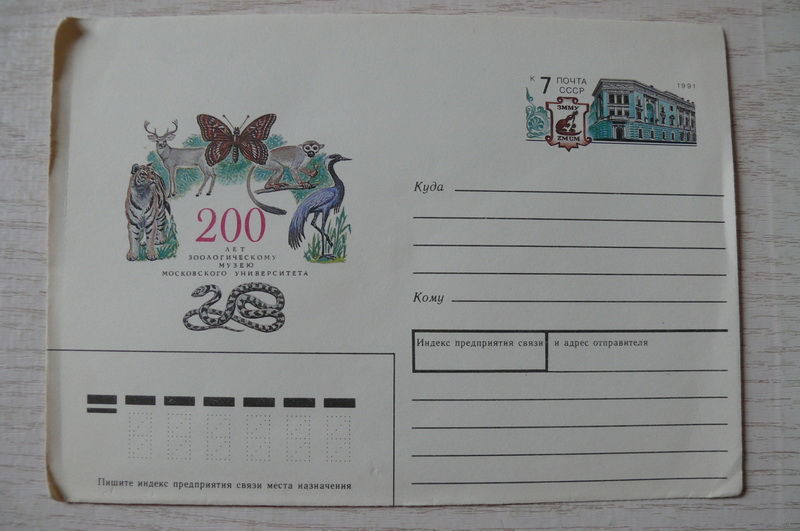 К 7 ПОЧТА
СССР
1991
ЗММУ
ZMUM
200
ЛЕТ
ЗООЛОГИЧЕСКОМУ
МУЗЕЮ
МОСКОВСКОГО УНИВЕРСИТЕТА
Куда
Кому
Индекс предприятия связи и адрес отправителя
Пишите индекс предприятия связи места назначения